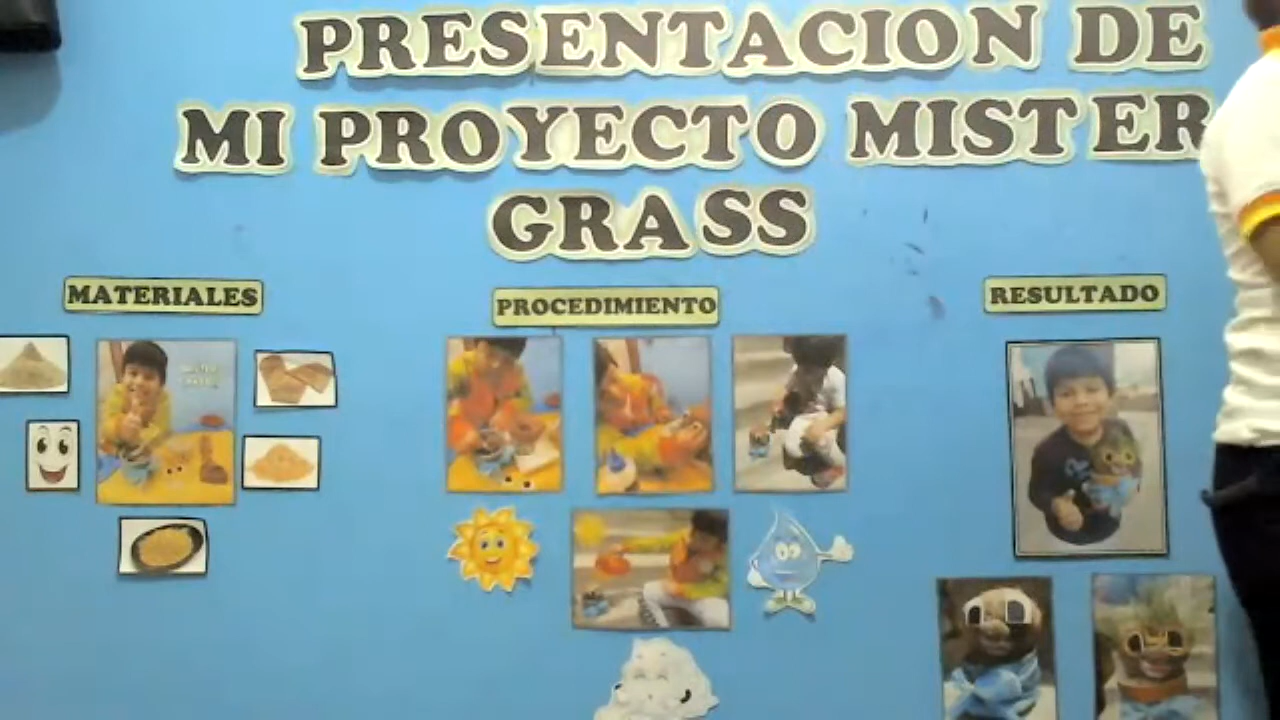 PRESENTACION DE
MI PROYECTO MISTER
GRASS
MATERIALES
PROCEDIMIENTO
RESULTADO